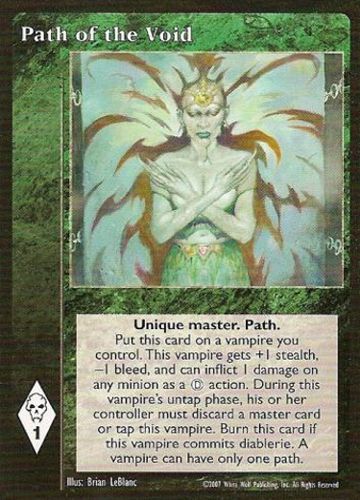 Path of the Void
Unique master. Path.
Put this card on a vampire you
control. This vampire gets +1 stealth,
−1 bleed, and can inflict 1 damage
on any minion as a Ⓓ action. During this
vampire's untap phase, his or her
controller must discard a master card
or tap this vampire. Burn this card if
this vampire commits diablerie. A
vampire can have only one path.
1
Illus: Brian LeBlanc
©2007 White Wolf Publishing, Inc. All Rights Reserved